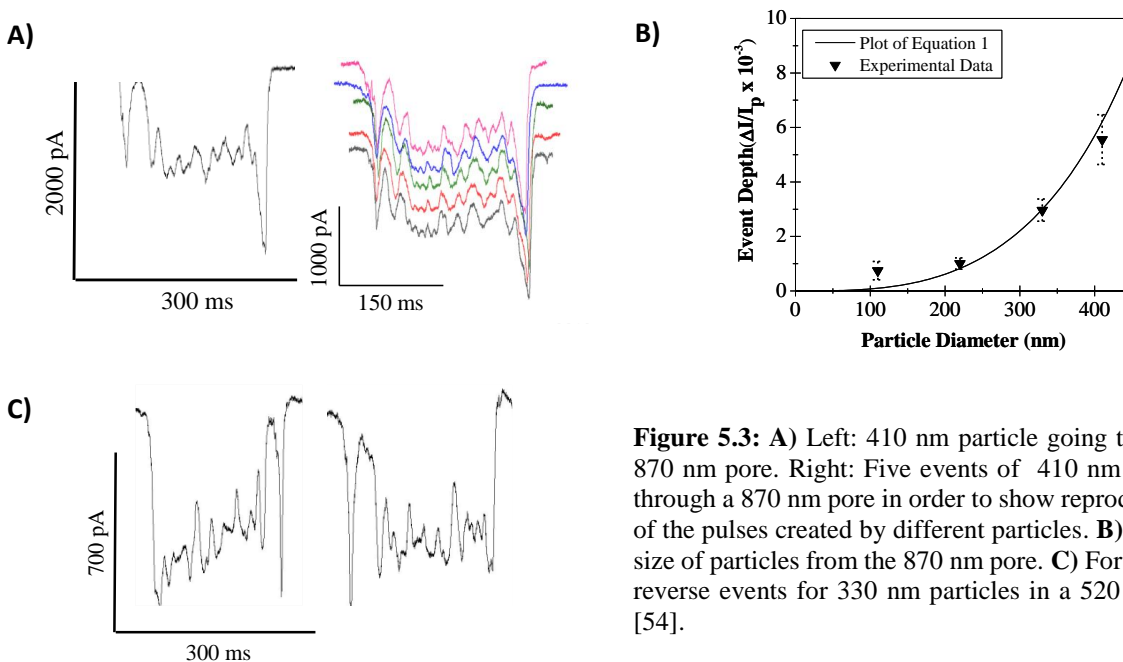 A)
2000 pA
300 ms
1000 pA
150 ms
B)
Event Depth(ΔI/Ip x 10-3)
10
8
6
4
2
0
Plot of Equation 1
Experimental Data
0 100 200 300 400
Particle Diameter (nm)
C)
700 pA
300 ms
Figure 5.3: A) Left: 410 nm particle going t
870 nm pore. Right: Five events of 410 nm
through a 870 nm pore in order to show reproc
of the pulses created by different particles. B)
size of particles from the 870 nm pore. C) For
reverse events for 330 nm particles in a 520
[54].